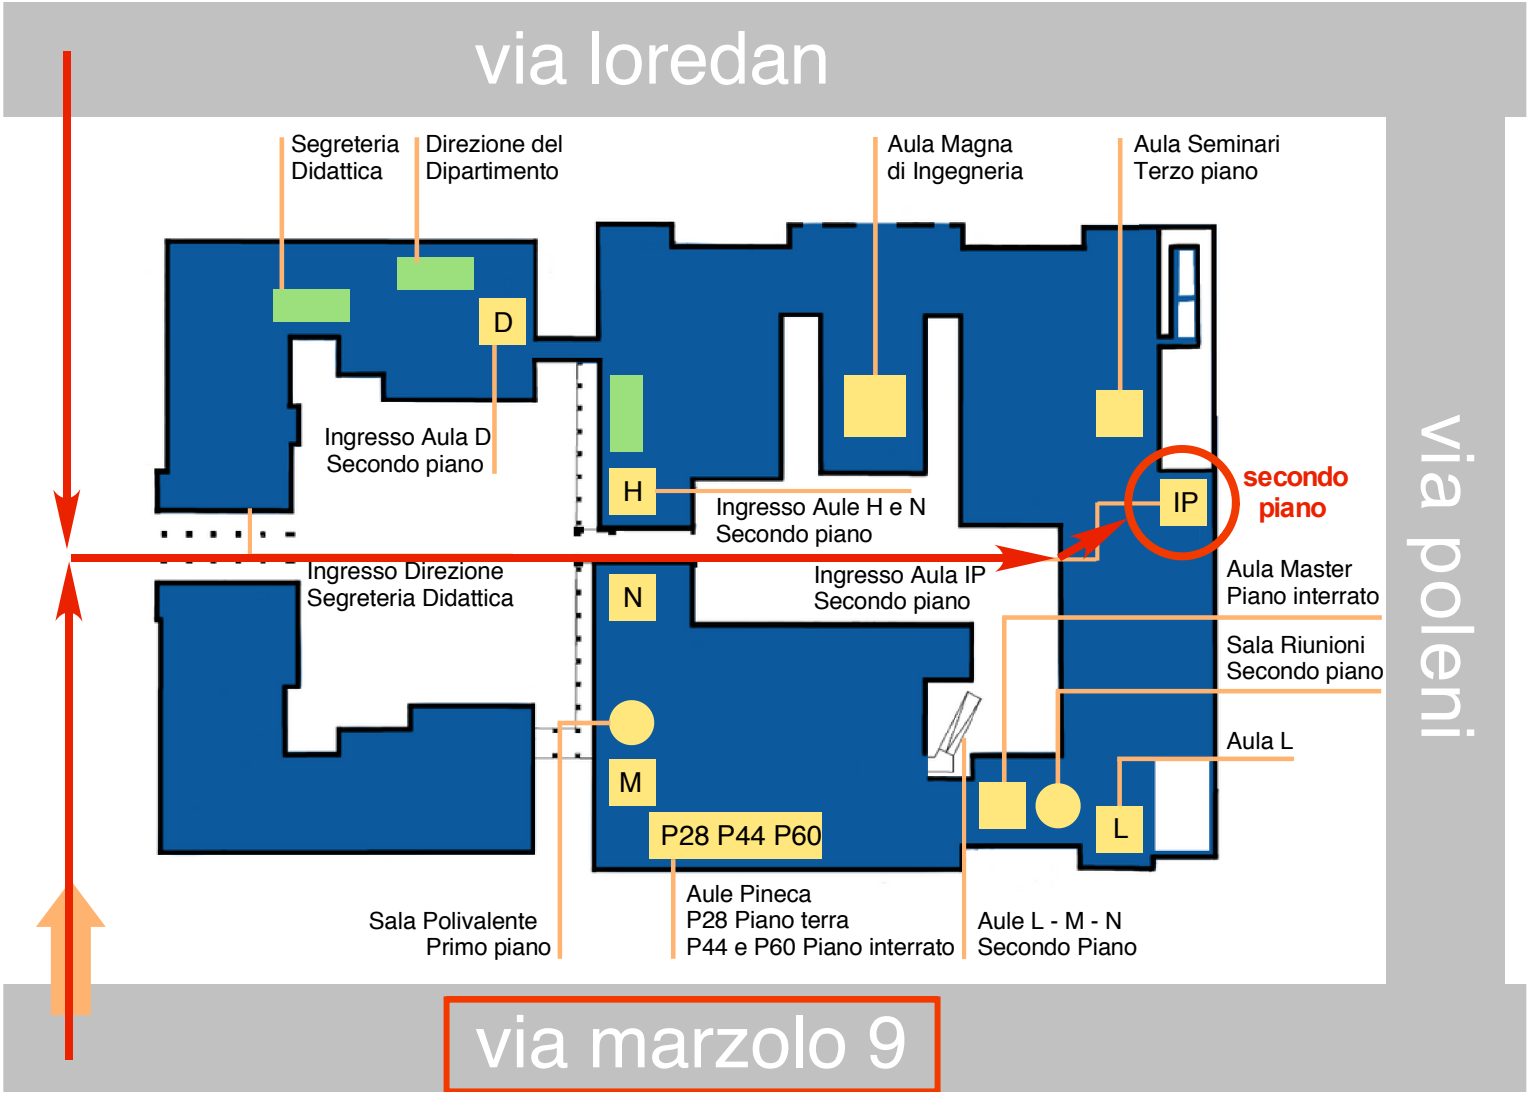 via loredan
Segreteria
Didattica
Direzione del
Dipartimento
Aula Magna
di Ingegneria
Aula Seminari
Terzo piano
D
Ingresso Aula D
Secondo piano
H
Ingresso Aule H e N
Secondo piano
IP
secondo
piano
via poleni
Ingresso Direzione
Segreteria Didattica
Ingresso Aula IP
Secondo piano
N
Aula Master
Piano interrato
Sala Riunioni
Secondo piano
M
Aula L
L
P28 P44 P60
Sala Polivalente
Primo piano
Aule Pineca
P28 Piano terra
P44 e P60 Piano interrato
Aule L - M - N
Secondo Piano
via marzolo 9